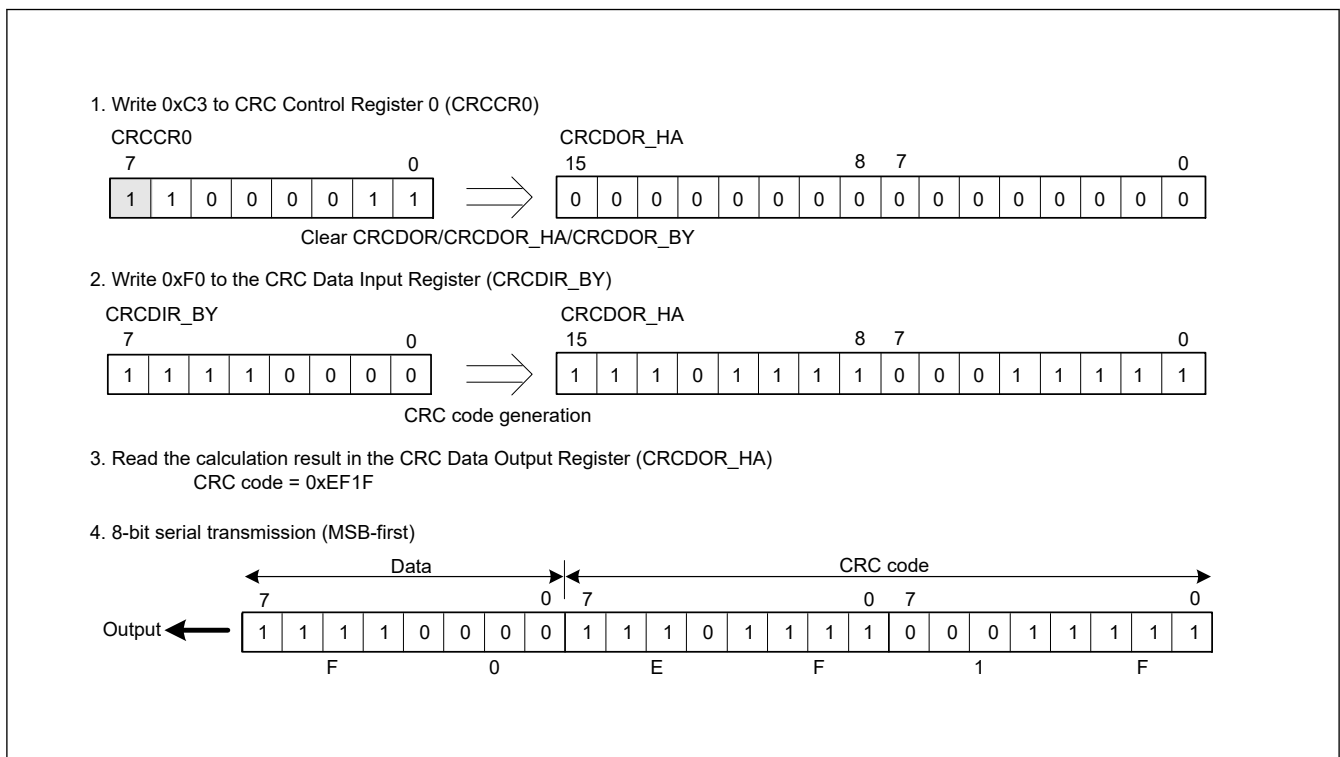 1. Write 0xC3 to CRC Control Register 0 (CRCCR0)
CRCCR0 CRCDOR_HA
7 0 15 8 7 0
1 1 0 0 0 0 1 1 0 0 0 0 0 0 0 0 0 0 0 0 0 0 0 0
Clear CRCDOR/CRCDOR_HA/CRCDOR_BY
2. Write 0xF0 to the CRC Data Input Register (CRCDIR_BY)
CRCDIR_BY CRCDOR_HA
7 0 15 8 7 0
1 1 1 1 0 0 0 0 1 1 1 0 1 1 1 1 0 0 0 1 1 1 1 1
CRC code generation
3. Read the calculation result in the CRC Data Output Register (CRCDOR_HA)
CRC code = 0xEF1F
4. 8-bit serial transmission (MSB-first)
Data CRC code
7 0 7 0 7 0
Output 1 1 1 1 0 0 0 0 1 1 1 0 1 1 1 1 0 0 0 1 1 1 1 1
F 0 E F 1 F